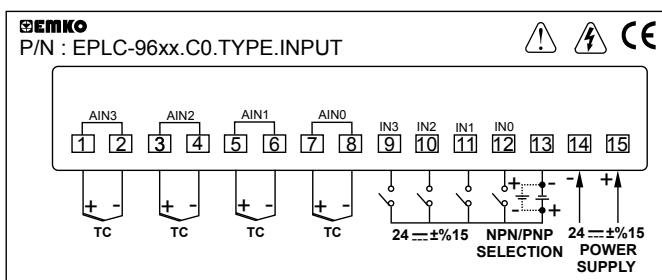 EMKO
P/N : EPLC-96xx.C0.TYPE.INPUT
CE
AIN3 AIN2 AIN1 AIN0 IN3 IN2 IN1 IN0
1 2 3 4 5 6 7 8 9 10 11 12 13 14 15
+ - + - + - + - + - - + - +
TC TC TC TC 24 ⎓ ±%15 NPN/PNP SELECTION 24 ⎓ ±%15 POWER SUPPLY